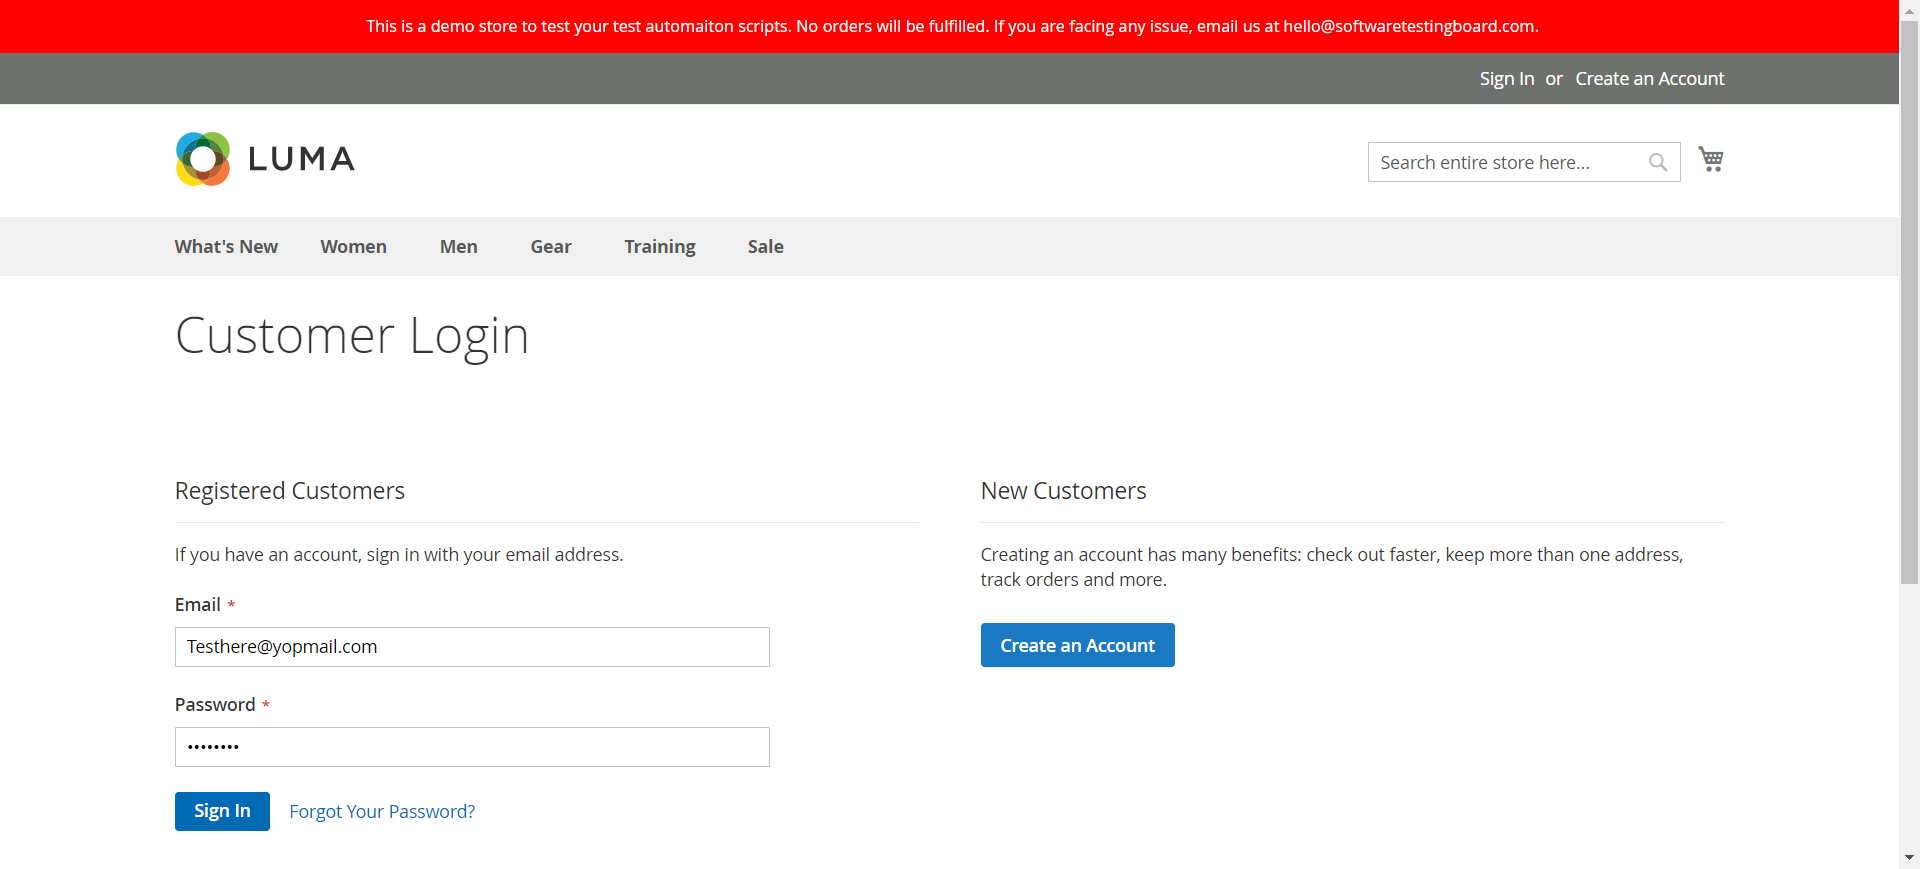 This is a demo store to test your test automaiton scripts. No orders will be fulfilled. If you are facing any issue, email us at hello@softwaretestingboard.com.
Sign In or Create an Account
LUMA
Search entire store here...
What's New Women Men Gear Training Sale
Customer Login
Registered Customers
If you have an account, sign in with your email address.
Email *
Testhere@yopmail.com
Password *
••••••••
Sign In Forgot Your Password?
New Customers
Creating an account has many benefits: check out faster, keep more than one address,
track orders and more.
Create an Account